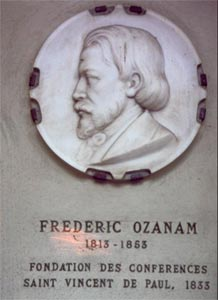 FREDERIC OZANAM
1813-1853
FONDATION DES CONFERENCES
SAINT VINCENT DE PAUL, 1833